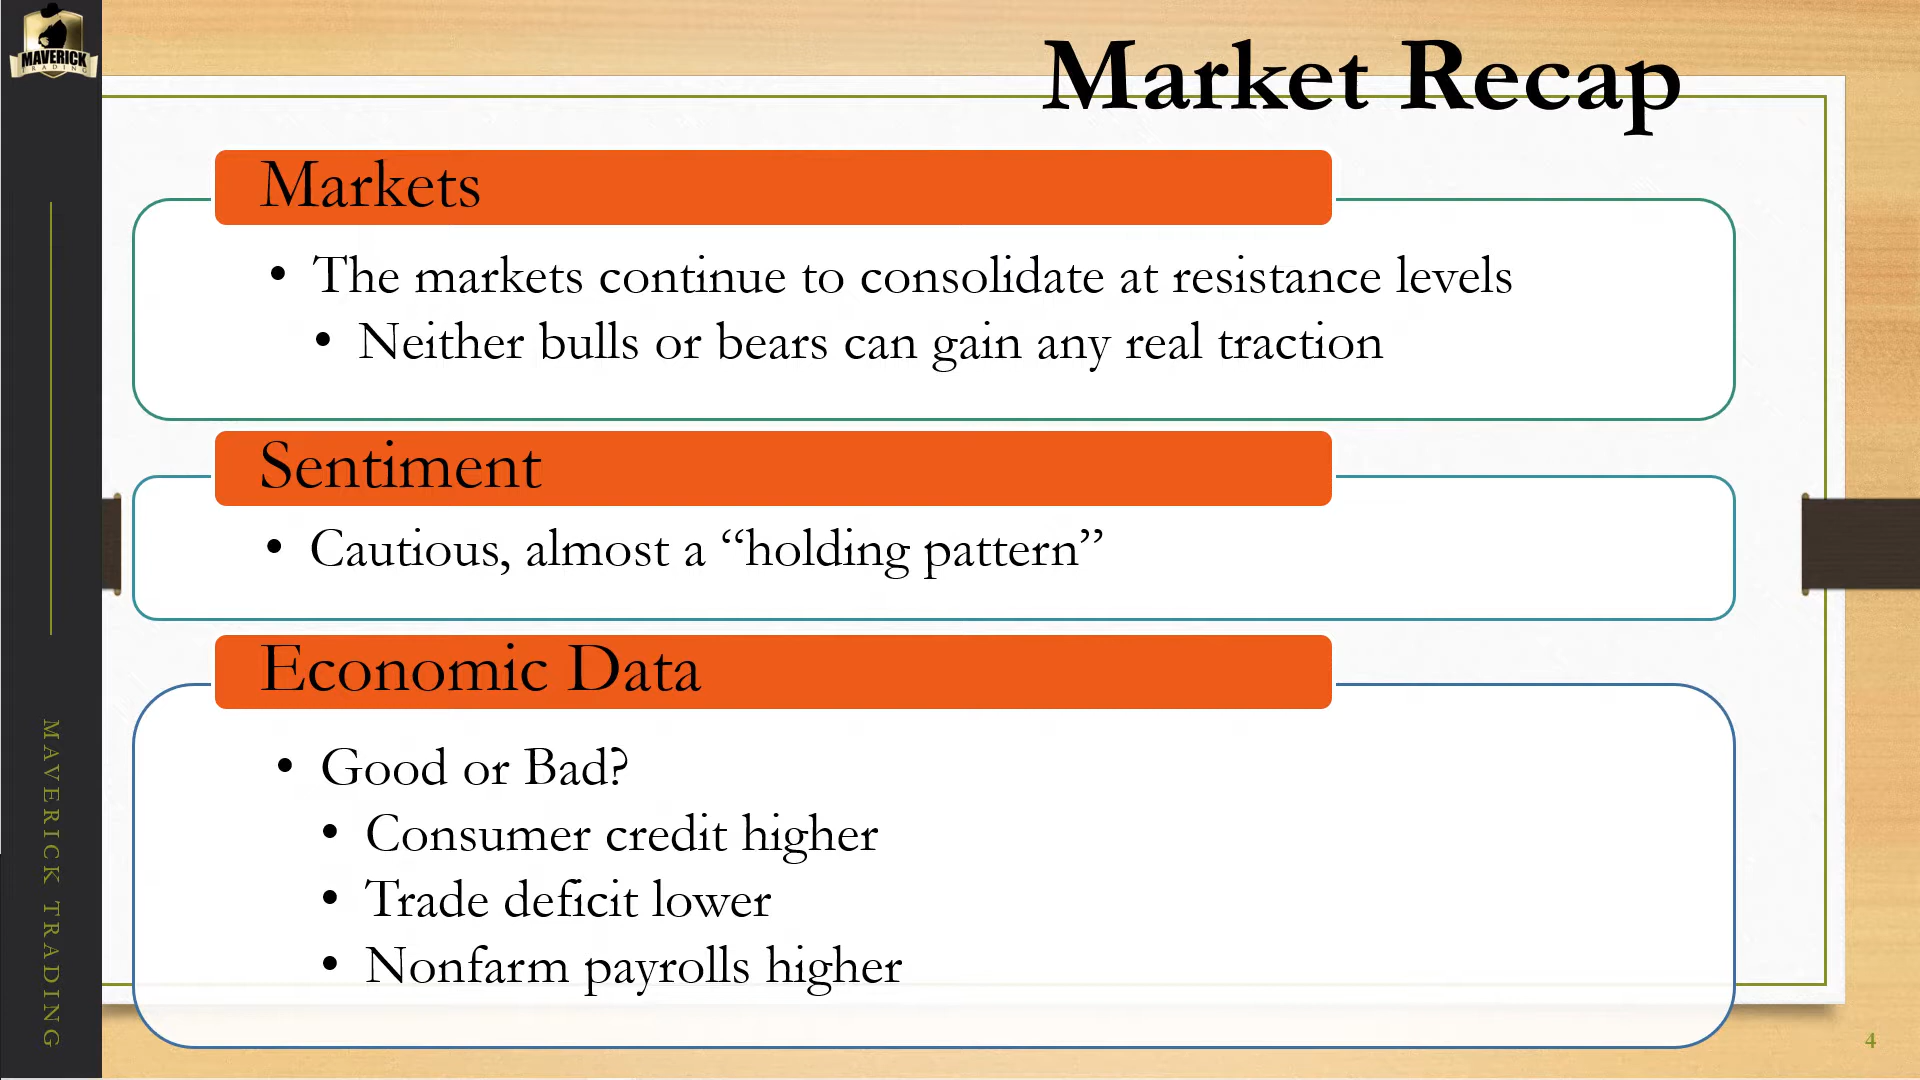 MAVERICK
TRADING
Market Recap
Markets
• The markets continue to consolidate at resistance levels
• Neither bulls or bears can gain any real traction
Sentiment
• Cautious, almost a “holding pattern”
Economic Data
• Good or Bad?
• Consumer credit higher
• Trade deficit lower
• Nonfarm payrolls higher
MAVERICK TRADING
4